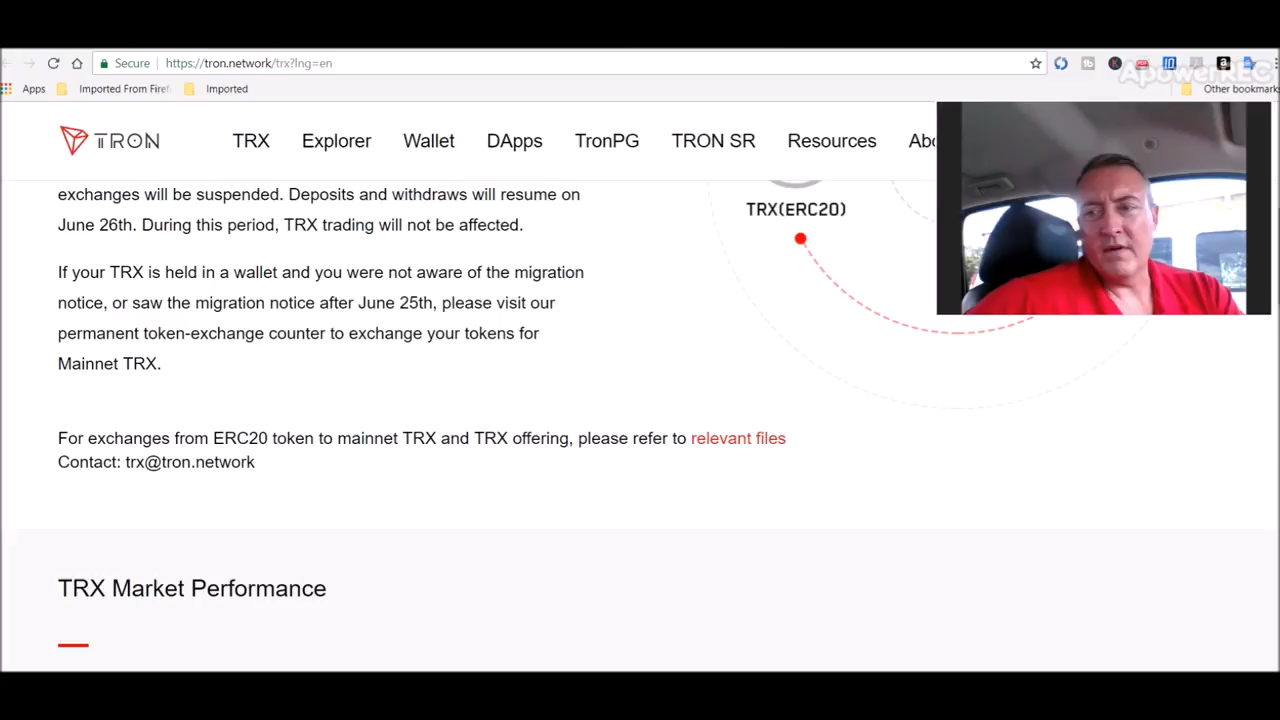 Secure https://tron.network/trx?lng=en
ApowerREC
Apps Imported From Firef Imported Other bookmark
TRON TRX Explorer Wallet DApps TronPG TRON SR Resources Abo
exchanges will be suspended. Deposits and withdraws will resume on
June 26th. During this period, TRX trading will not be affected.
TRX(ERC20)
If your TRX is held in a wallet and you were not aware of the migration
notice, or saw the migration notice after June 25th, please visit our
permanent token-exchange counter to exchange your tokens for
Mainnet TRX.
For exchanges from ERC20 token to mainnet TRX and TRX offering, please refer to relevant files
Contact: trx@tron.network
TRX Market Performance